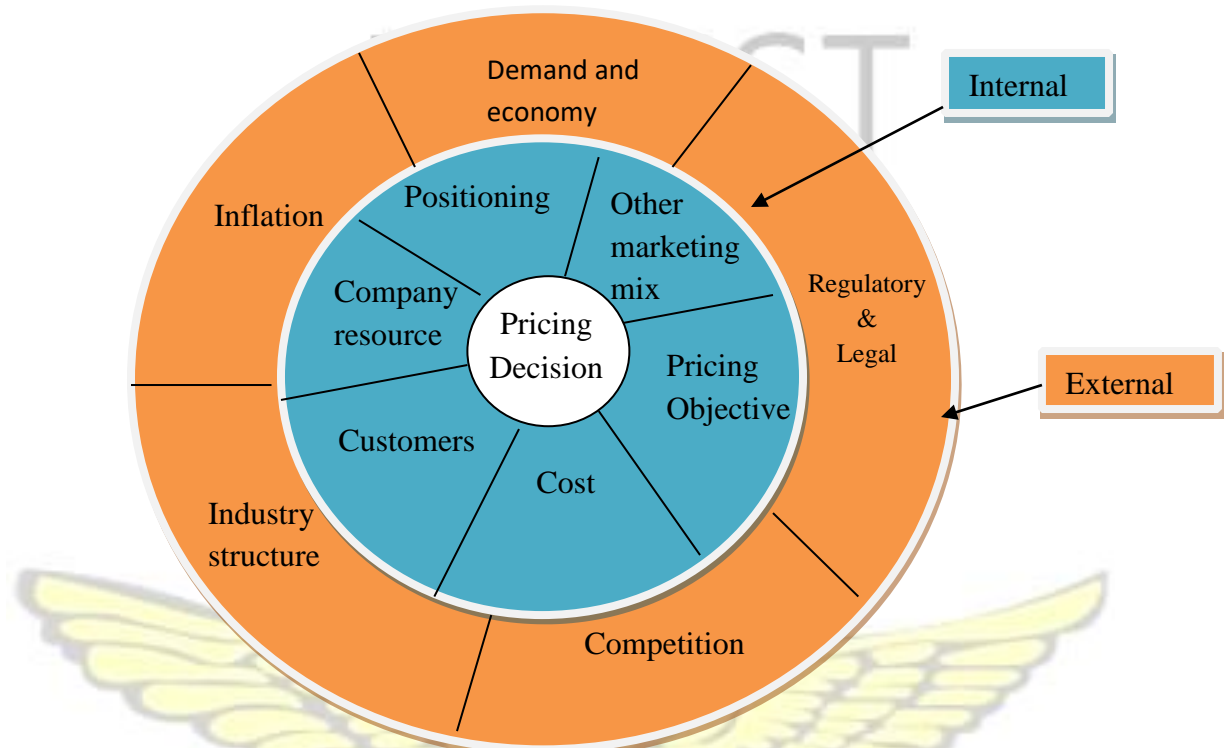 Demand and
economy
Internal
Inflation
Positioning
Other
marketing
mix
Regulatory
&
Legal
Company
resource
Pricing
Decision
Pricing
Objective
External
Customers
Cost
Industry
structure
Competition